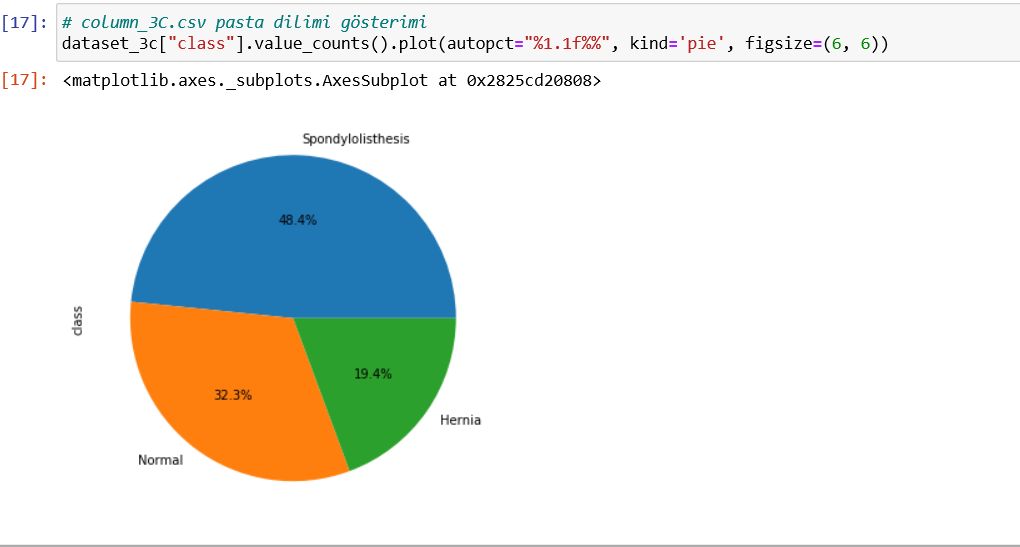 [17]: # column_3C.csv pasta dilimi gösterimi
dataset_3c["class"].value_counts().plot(autopct="%1.1f%%", kind='pie', figsize=(6, 6))
[17]: <matplotlib.axes._subplots.AxesSubplot at 0x2825cd20808>
Spondylolisthesis
48.4%
class
19.4%
32.3%
Hernia
Normal